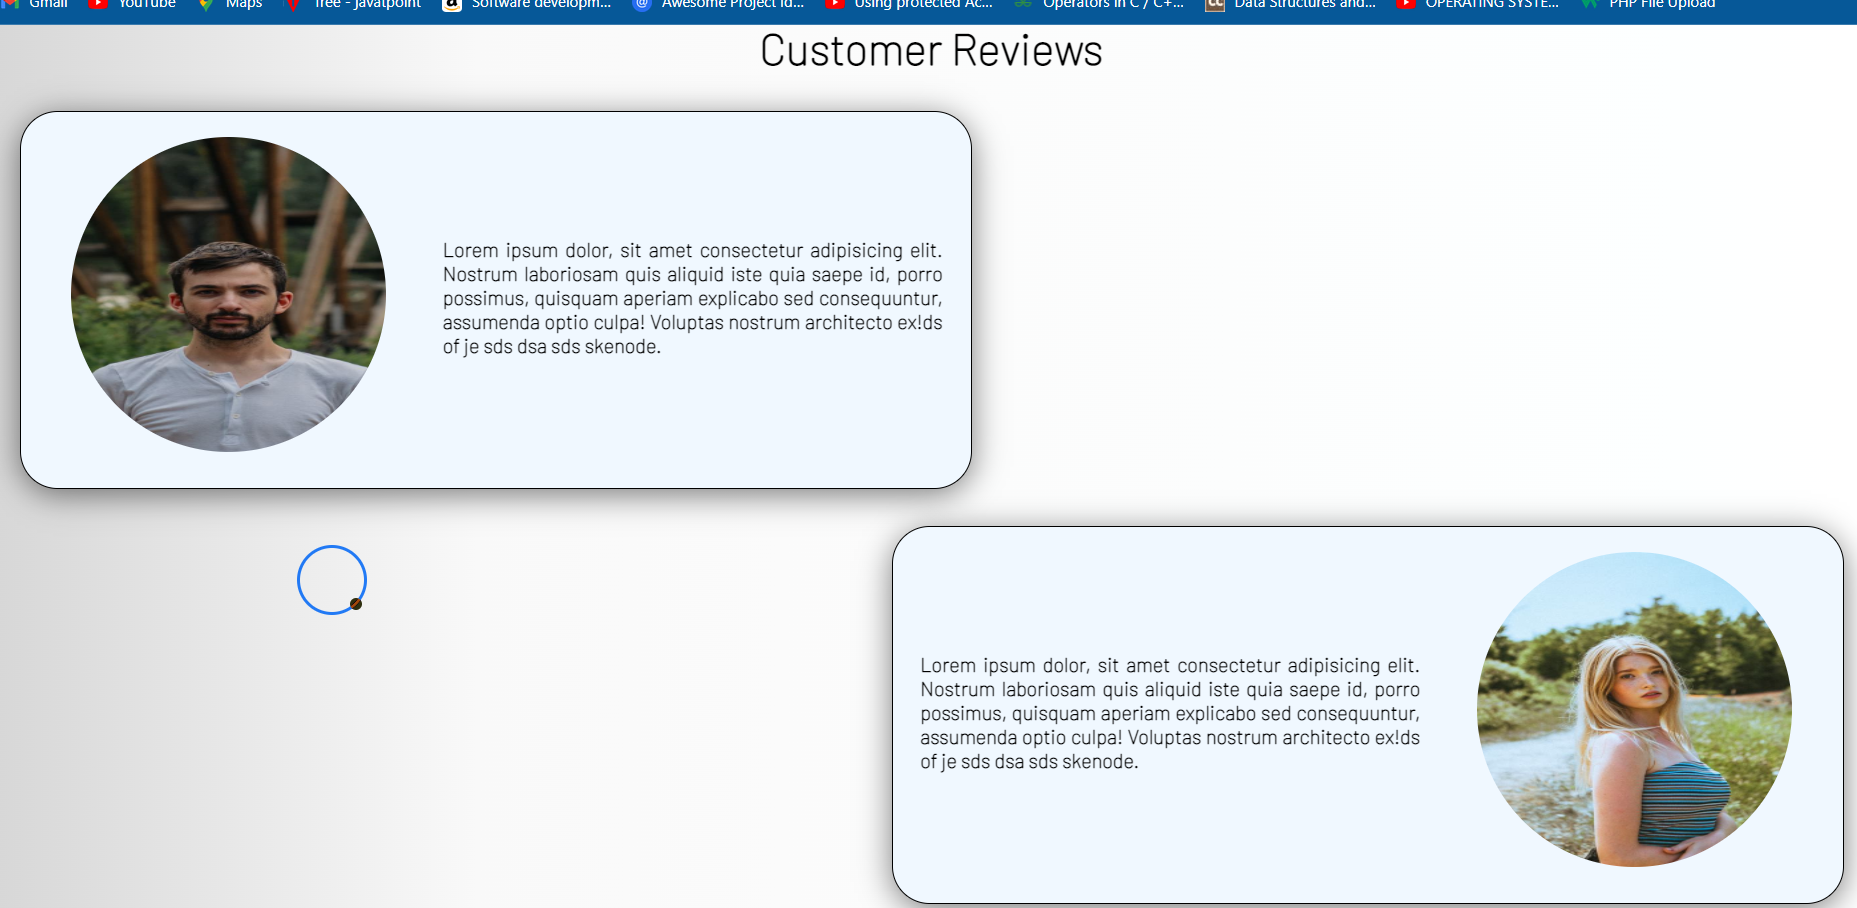 Gmail YouTube Maps Tree - javatpoint Software developm... Awesome Project Id... Using protected Ac... Operators in C / C+... Data Structures and... OPERATING SYSTE... PHP File Upload
Customer Reviews
Lorem ipsum dolor, sit amet consectetur adipisicing elit.
Nostrum laboriosam quis aliquid iste quia saepe id, porro
possimus, quisquam aperiam explicabo sed consequuntur,
assumenda optio culpa! Voluptas nostrum architecto ex!ds
of je sds dsa sds skenode.
Lorem ipsum dolor, sit amet consectetur adipisicing elit.
Nostrum laboriosam quis aliquid iste quia saepe id, porro
possimus, quisquam aperiam explicabo sed consequuntur,
assumenda optio culpa! Voluptas nostrum architecto ex!ds
of je sds dsa sds skenode.